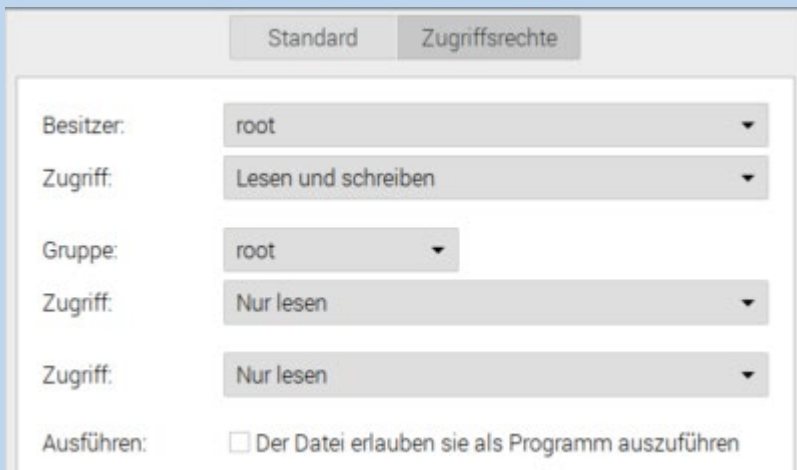 Standard Zugriffsrechte
Besitzer: root
Zugriff: Lesen und schreiben
Gruppe: root
Zugriff: Nur lesen
Zugriff: Nur lesen
Ausführen: Der Datei erlauben sie als Programm auszuführen